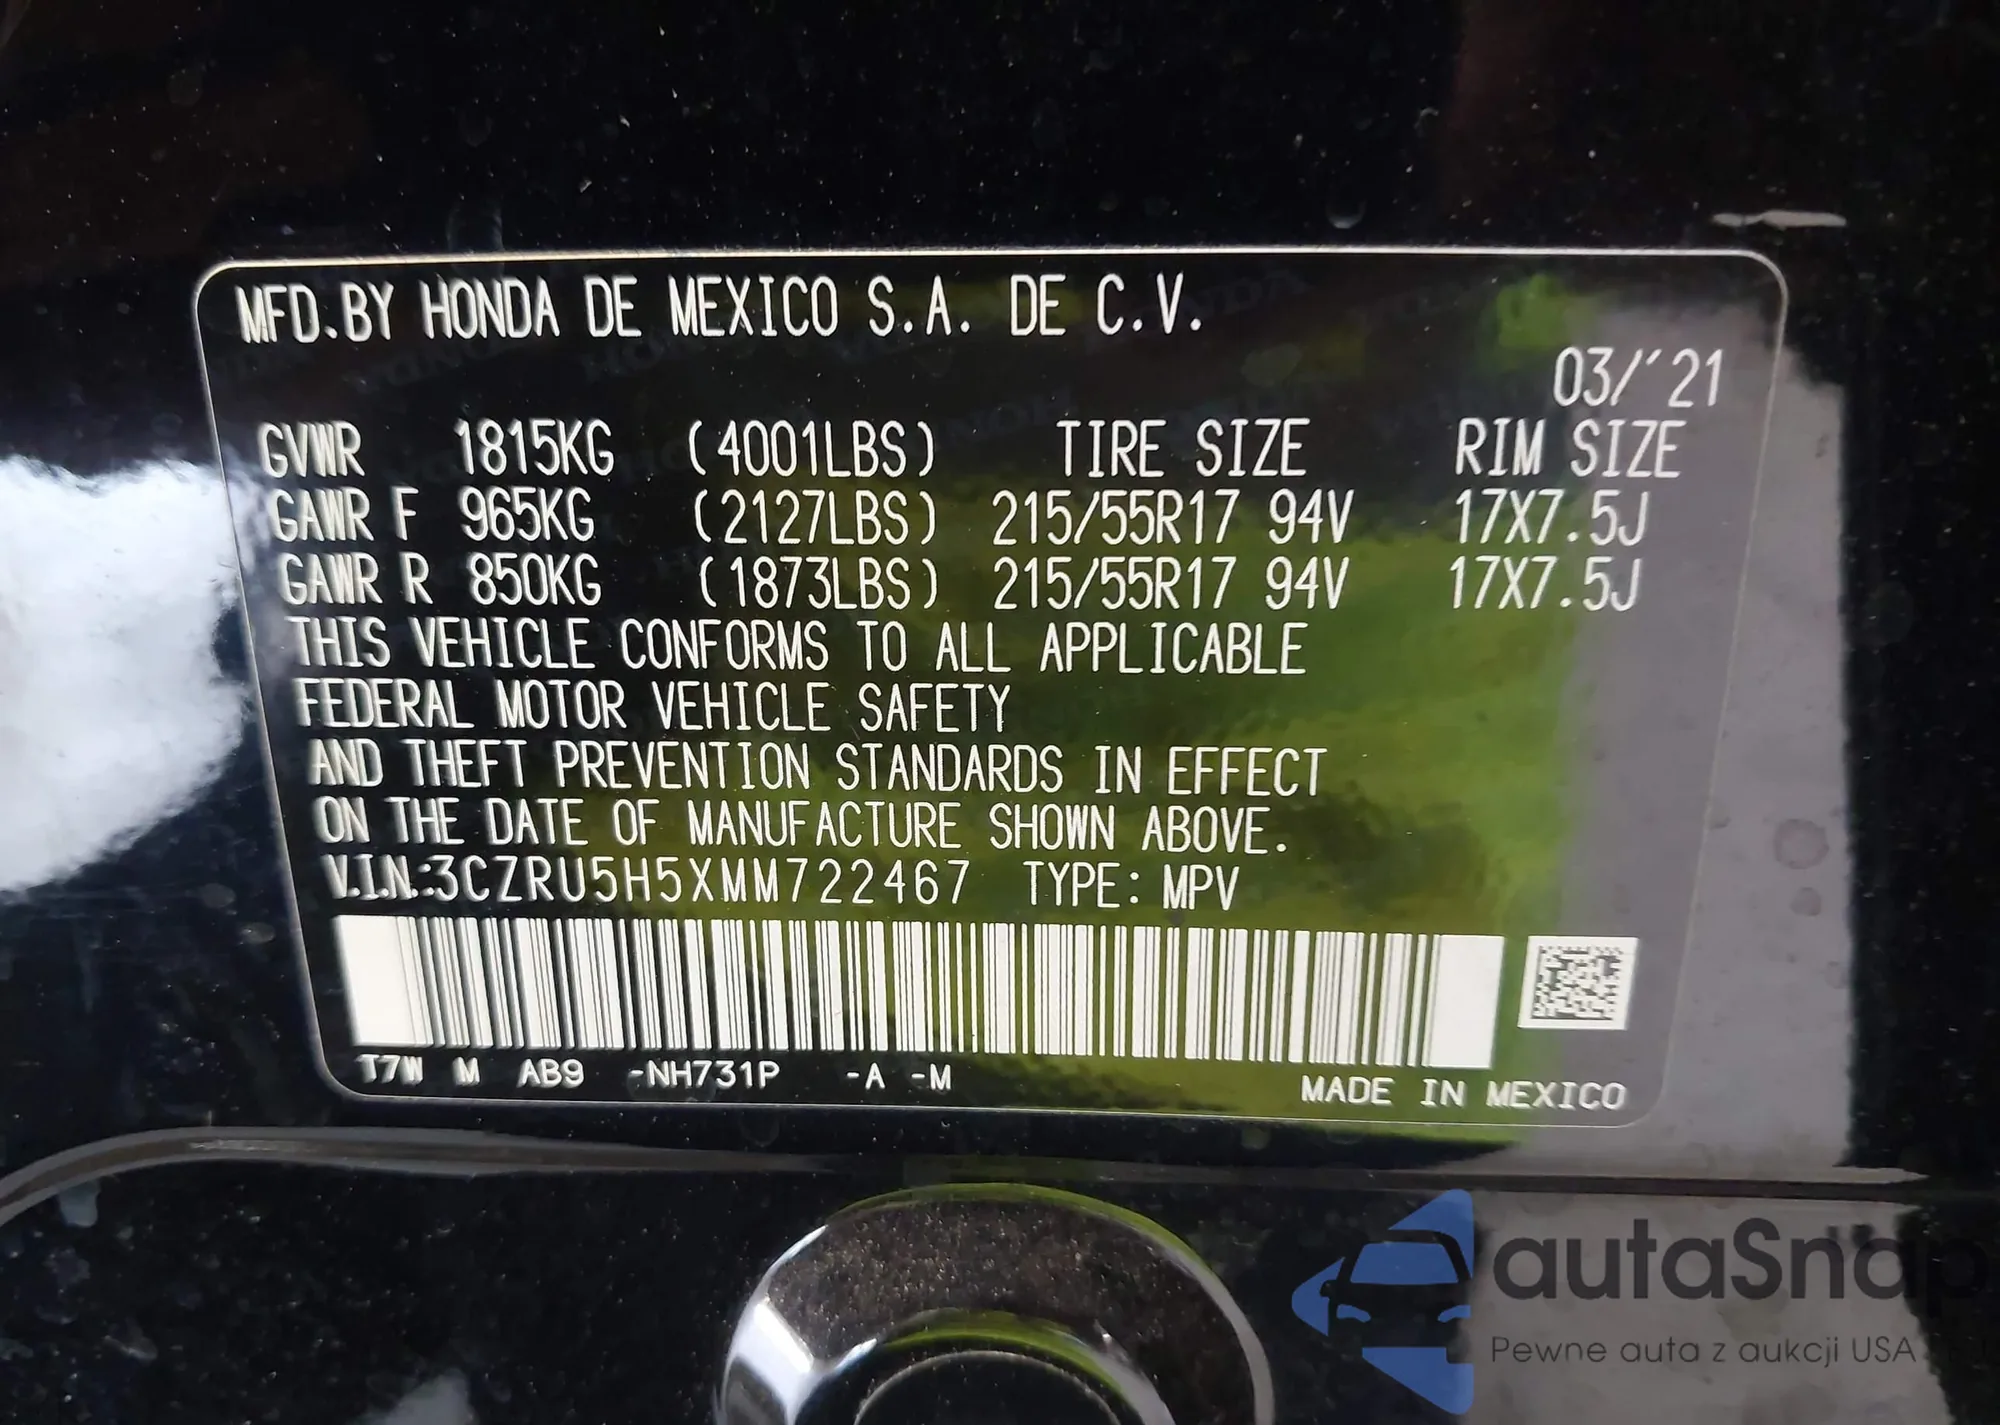 MFD.BY HONDA DE MEXICO S.A. DE C.V.
03/'21
GVWR 1815KG (4001LBS) TIRE SIZE RIM SIZE
GAWR F 965KG (2127LBS) 215/55R17 94V 17X7.5J
GAWR R 850KG (1873LBS) 215/55R17 94V 17X7.5J
THIS VEHICLE CONFORMS TO ALL APPLICABLE
FEDERAL MOTOR VEHICLE SAFETY
AND THEFT PREVENTION STANDARDS IN EFFECT
ON THE DATE OF MANUFACTURE SHOWN ABOVE.
V.I.N.:3CZRU5H5XMM722467 TYPE: MPV
T7W M AB9 -NH731P -A -M
MADE IN MEXICO
autaSnap
Pewne auta z aukcji USA